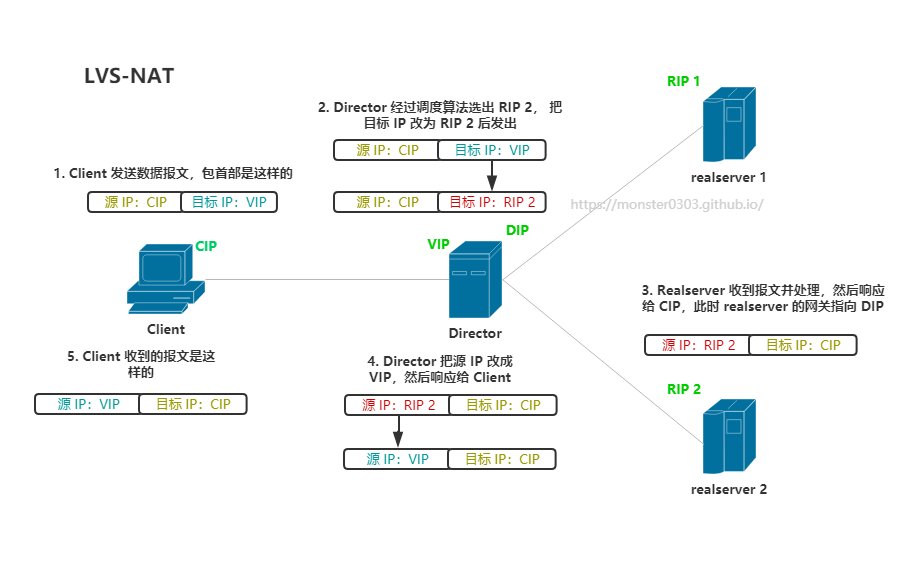 LVS-NAT
1. Client 发送数据报文，包首部是这样的
源 IP：CIP 目标 IP：VIP
2. Director 经过调度算法选出 RIP 2， 把
目标 IP 改为 RIP 2 后发出
源 IP：CIP 目标 IP：VIP
源 IP：CIP 目标 IP：RIP 2
RIP 1
realserver 1
https://monster0303.github.io/
CIP
Client
VIP
DIP
Director
3. Realserver 收到报文并处理，然后响应
给 CIP，此时 realserver 的网关指向 DIP
源 IP：RIP 2 目标 IP：CIP
RIP 2
realserver 2
4. Director 把源 IP 改成
VIP，然后响应给 Client
源 IP：RIP 2 目标 IP：CIP
源 IP：VIP 目标 IP：CIP
5. Client 收到的报文是这
样的
源 IP：VIP 目标 IP：CIP